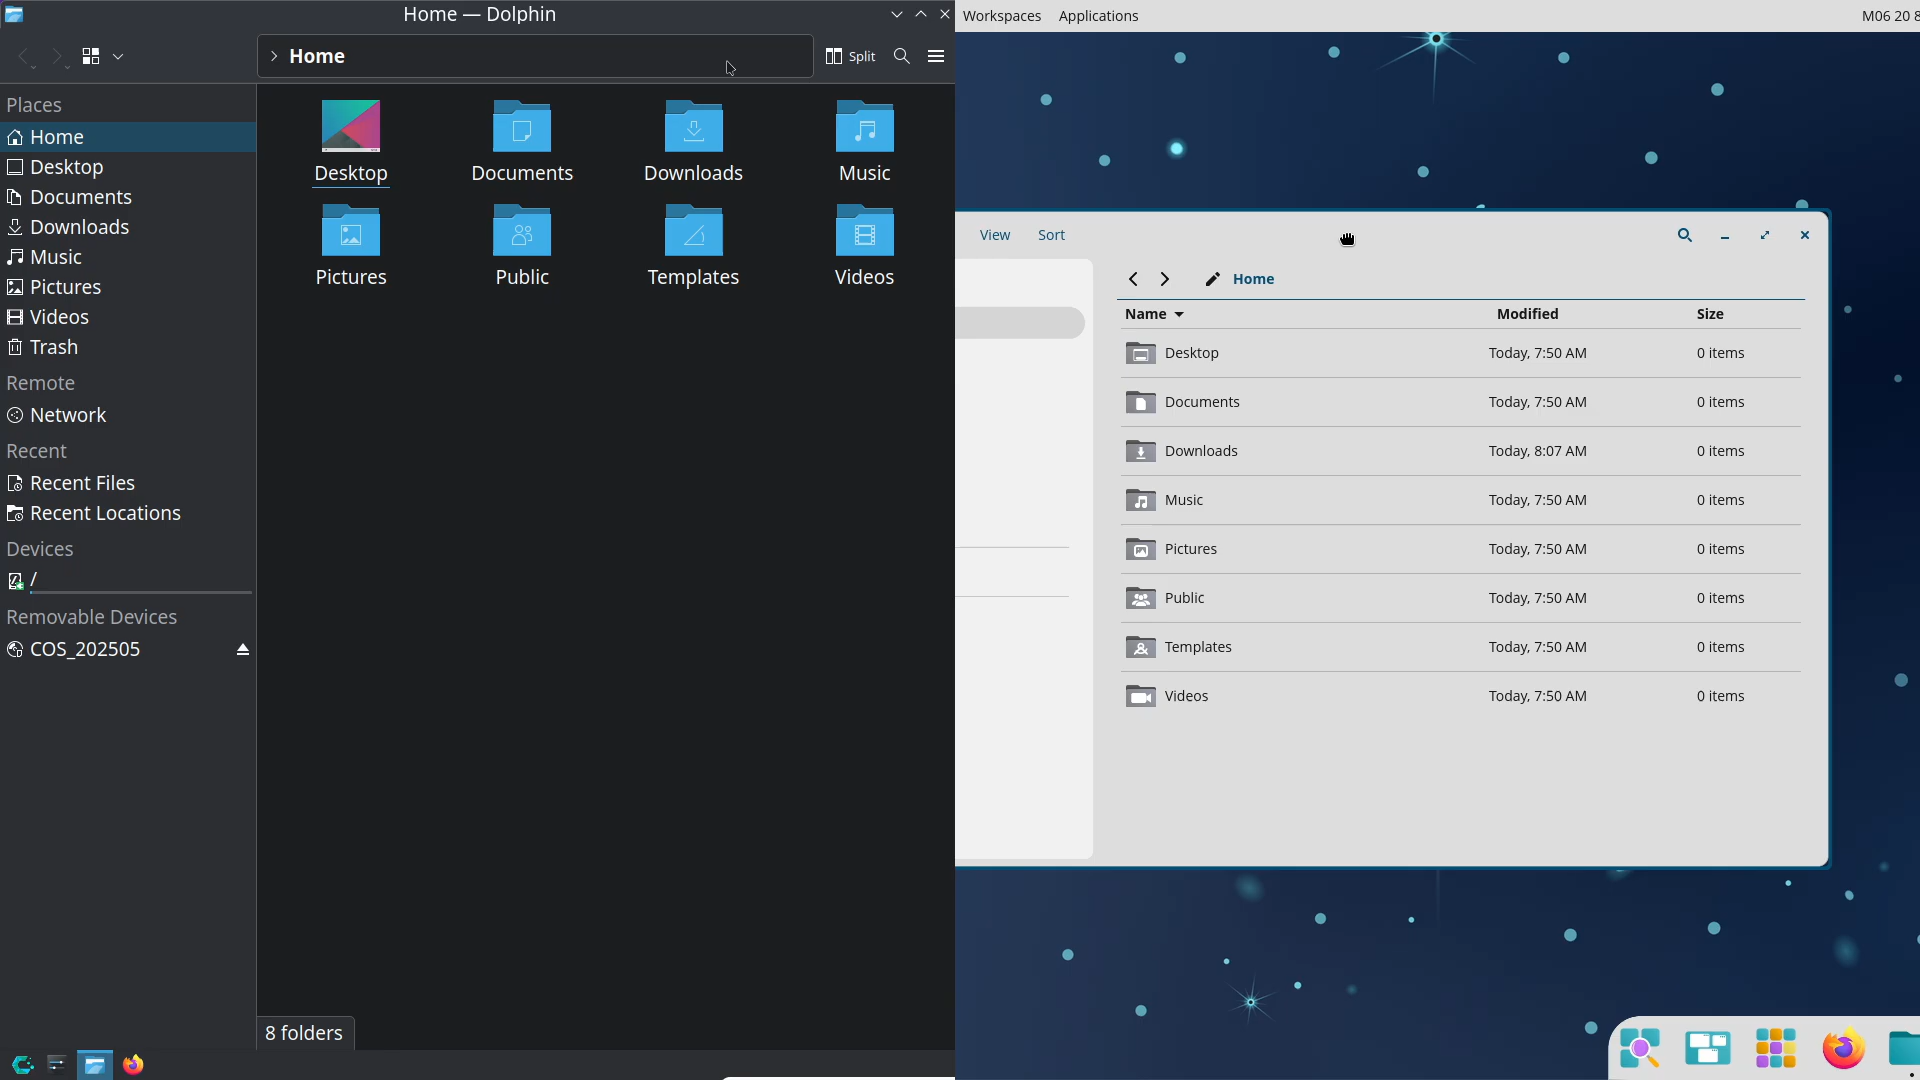 Home — Dolphin
Home
Split
Places
Home
Desktop
Documents
Downloads
Music
Pictures
Videos
Trash
Remote
Network
Recent
Recent Files
Recent Locations
Devices
/
Removable Devices
COS_202505
Desktop
Documents
Downloads
Music
Pictures
Public
Templates
Videos
8 folders
Workspaces
Applications
M06 20 8
View
Sort
Home
Name
Modified
Size
Desktop
Today, 7:50 AM
0 items
Documents
Today, 7:50 AM
0 items
Downloads
Today, 8:07 AM
0 items
Music
Today, 7:50 AM
0 items
Pictures
Today, 7:50 AM
0 items
Public
Today, 7:50 AM
0 items
Templates
Today, 7:50 AM
0 items
Videos
Today, 7:50 AM
0 items